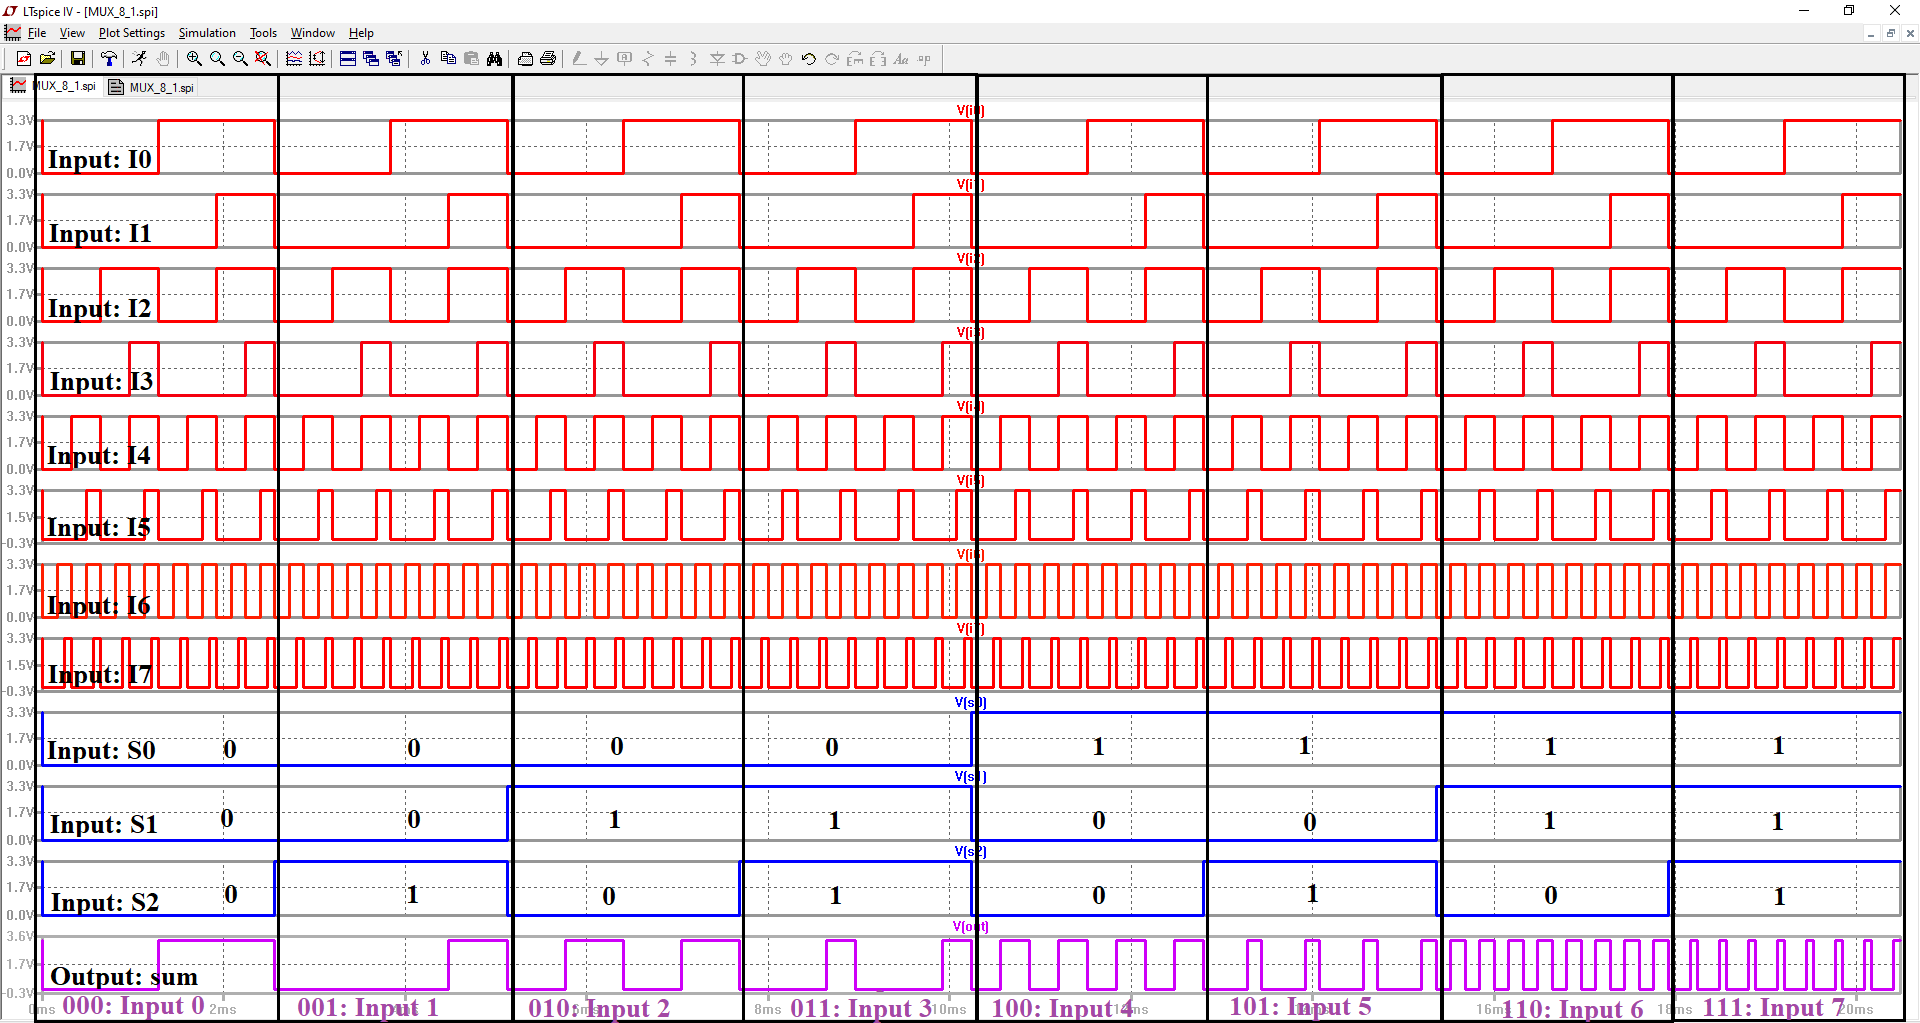 LTspice IV - [MUX_8_1.spi]
File View Plot Settings Simulation Tools Window Help
MUX_8_1.spi MUX_8_1.spi
V(i0)
3.3V
1.7V
0.0V
Input: I0
V(i1)
3.3V
1.7V
0.0V
Input: I1
V(i2)
3.3V
1.7V
0.0V
Input: I2
V(i3)
3.3V
1.7V
0.0V
Input: I3
V(i4)
3.3V
1.7V
0.0V
Input: I4
V(i5)
3.3V
1.5V
-0.3V
Input: I5
V(i6)
3.3V
1.7V
0.0V
Input: I6
V(i7)
3.3V
1.5V
-0.3V
Input: I7
V(s0)
3.3V
1.7V
0.0V
Input: S0 0 0 0 0 1 1 1 1
V(s1)
3.3V
1.7V
0.0V
Input: S1 0 0 1 1 0 0 1 1
V(s2)
3.3V
1.7V
0.0V
Input: S2 0 1 0 1 0 1 0 1
V(out)
3.6V
1.7V
-0.3V
Output: sum
0ms 2ms 8ms 10ms 16ms 18ms 20ms
000: Input 0 001: Input 1 010: Input 2 011: Input 3 100: Input 4 101: Input 5 110: Input 6 111: Input 7